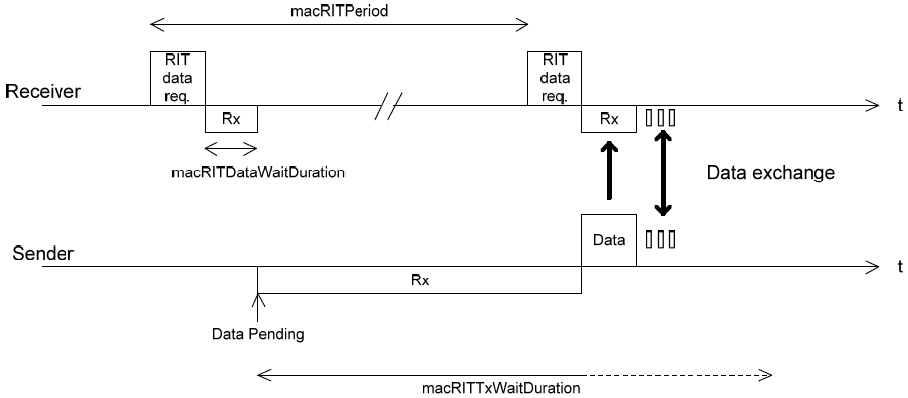 macRITPeriod
RIT
data
req.
RIT
data
req.
Receiver
t
Rx
Rx
macRITDataWaitDuration
Data exchange
Sender
Data
t
Rx
Data Pending
macRITTxWaitDuration